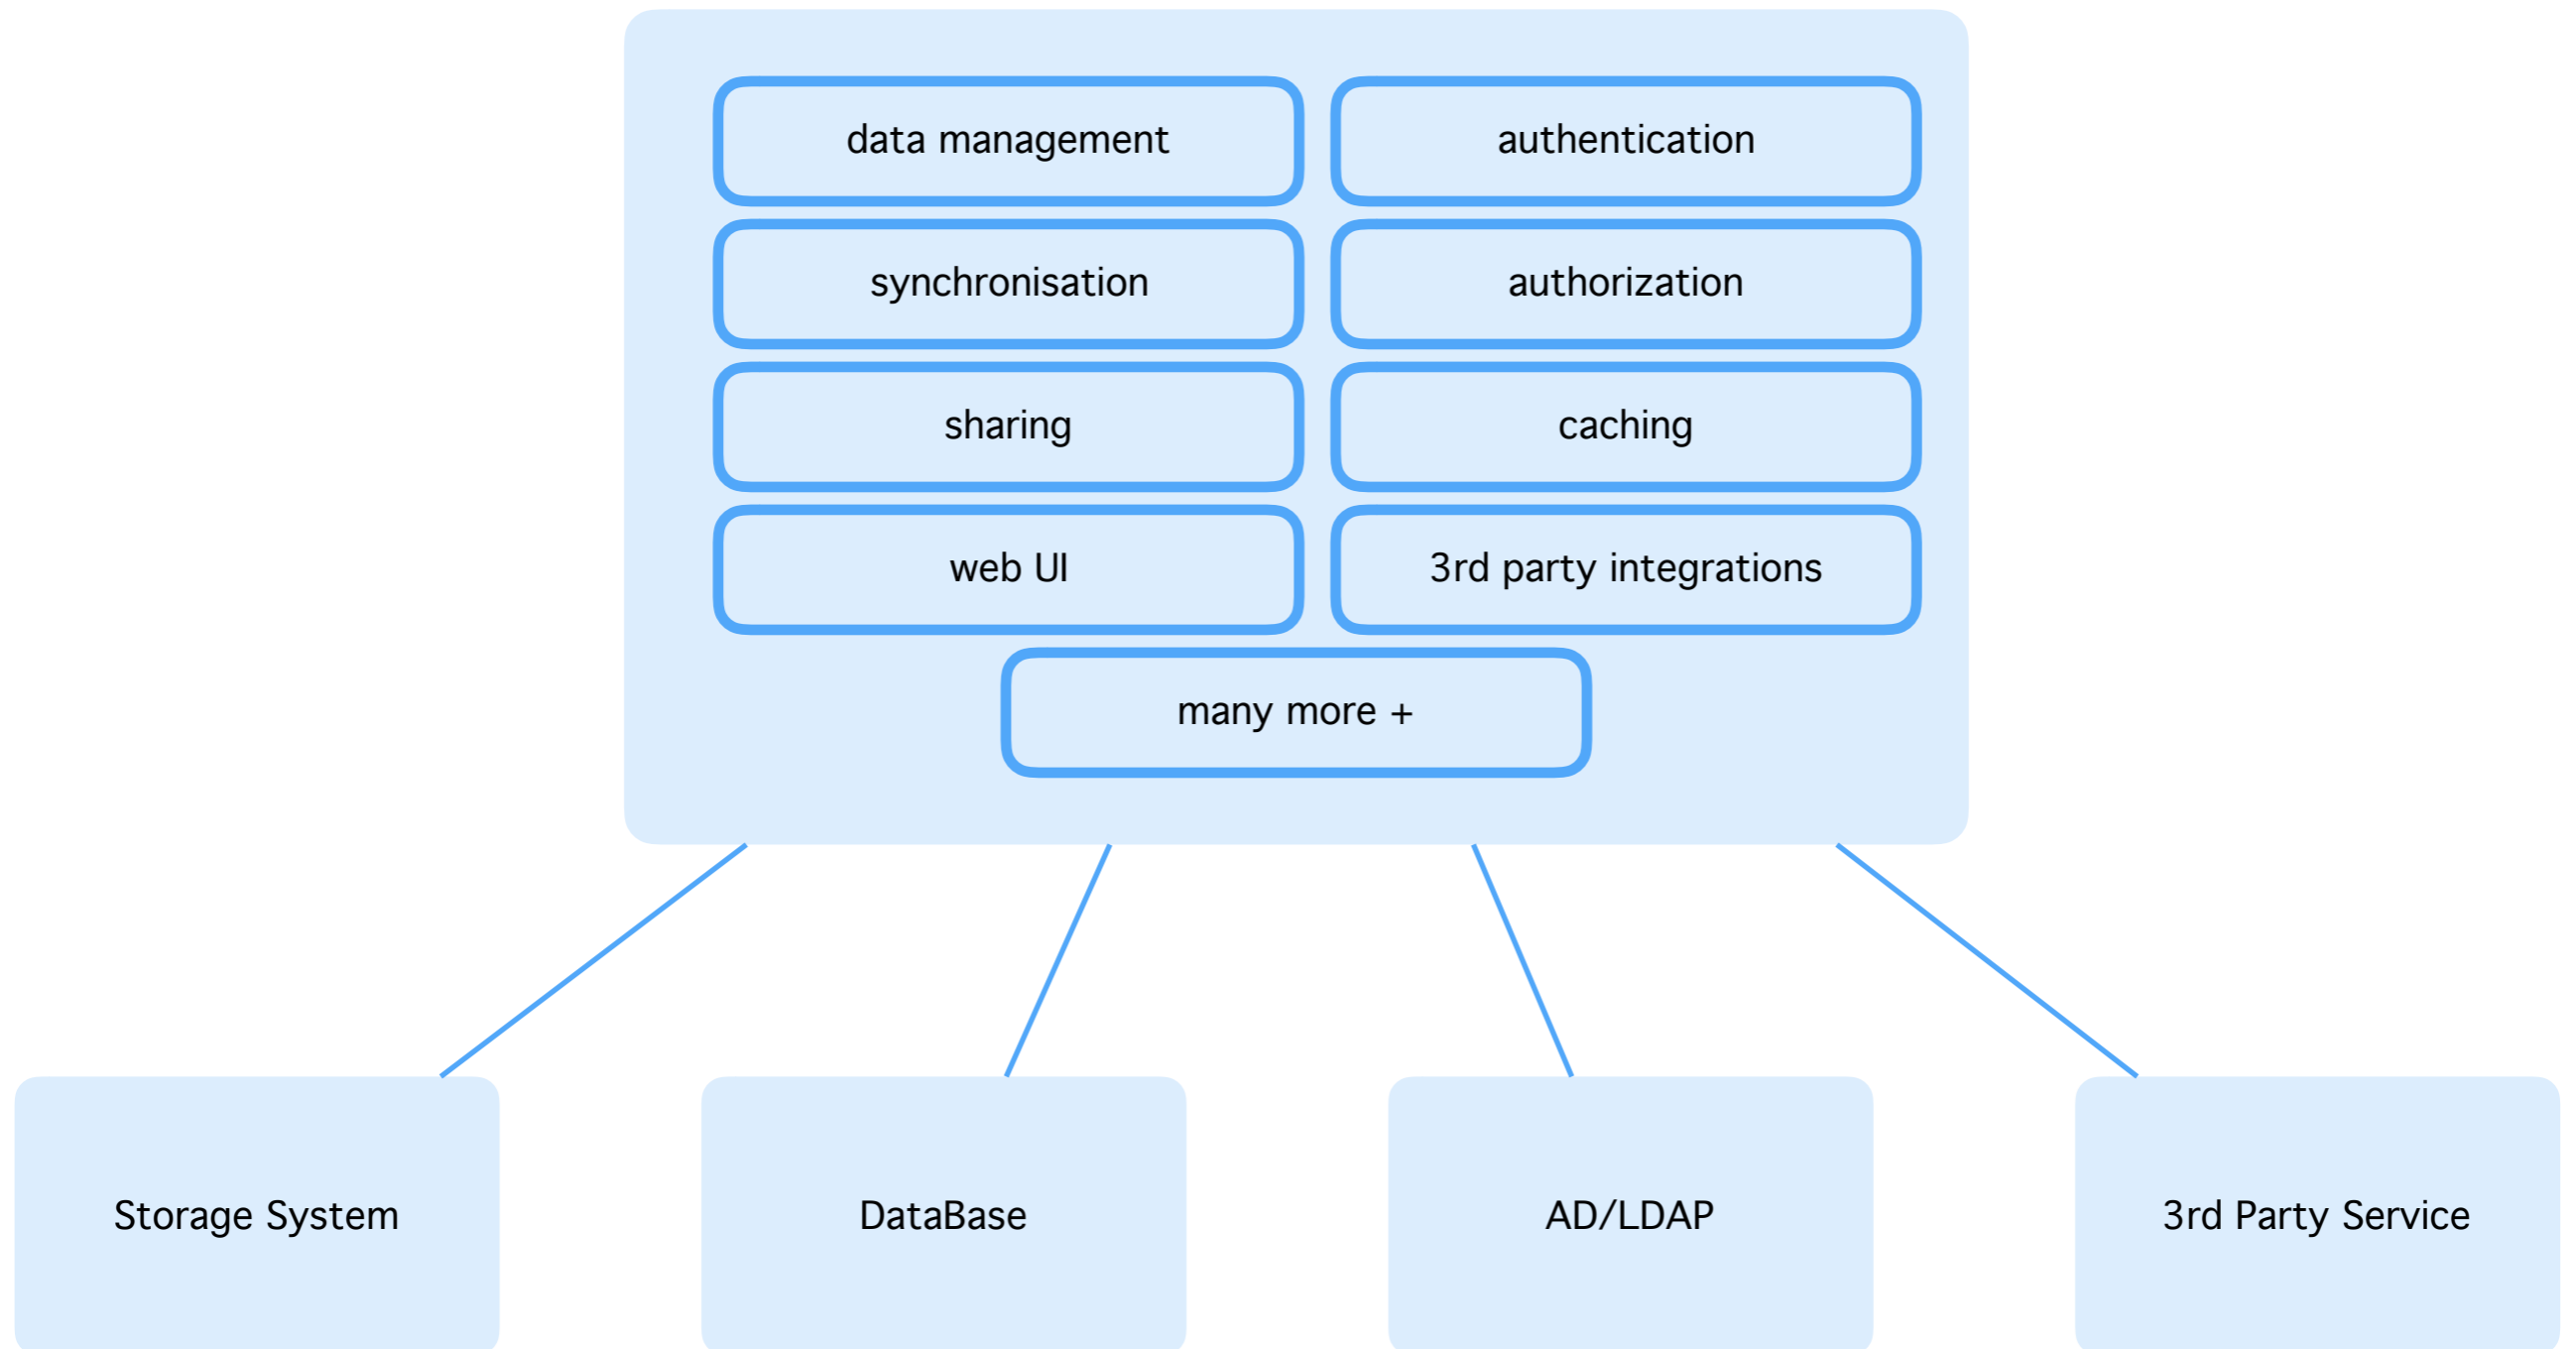 data management
authentication
synchronisation
authorization
sharing
caching
web UI
3rd party integrations
many more +
Storage System
DataBase
AD/LDAP
3rd Party Service